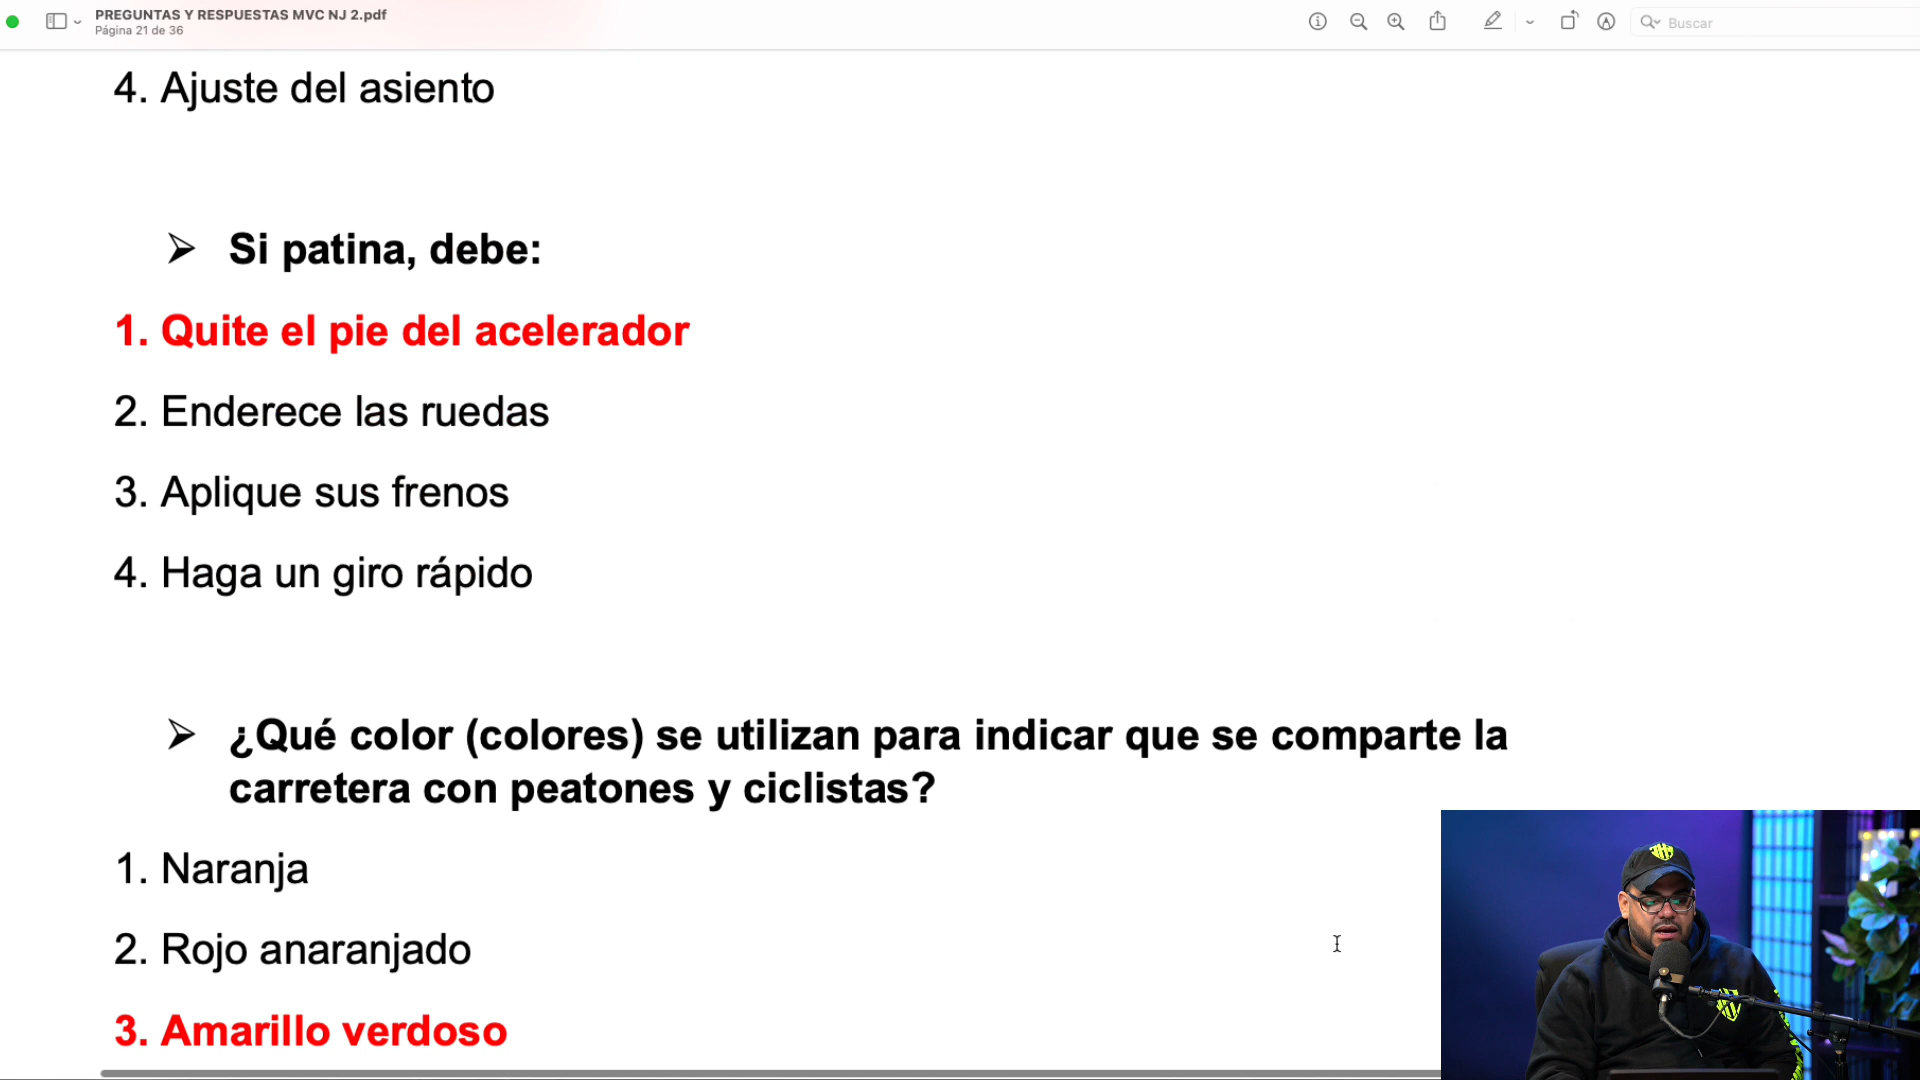 PREGUNTAS Y RESPUESTAS MVC NJ 2.pdf
Página 21 de 36
Buscar
4. Ajuste del asiento
➢ Si patina, debe:
1. Quite el pie del acelerador
2. Enderece las ruedas
3. Aplique sus frenos
4. Haga un giro rápido
➢ ¿Qué color (colores) se utilizan para indicar que se comparte la
carretera con peatones y ciclistas?
1. Naranja
2. Rojo anaranjado
3. Amarillo verdoso